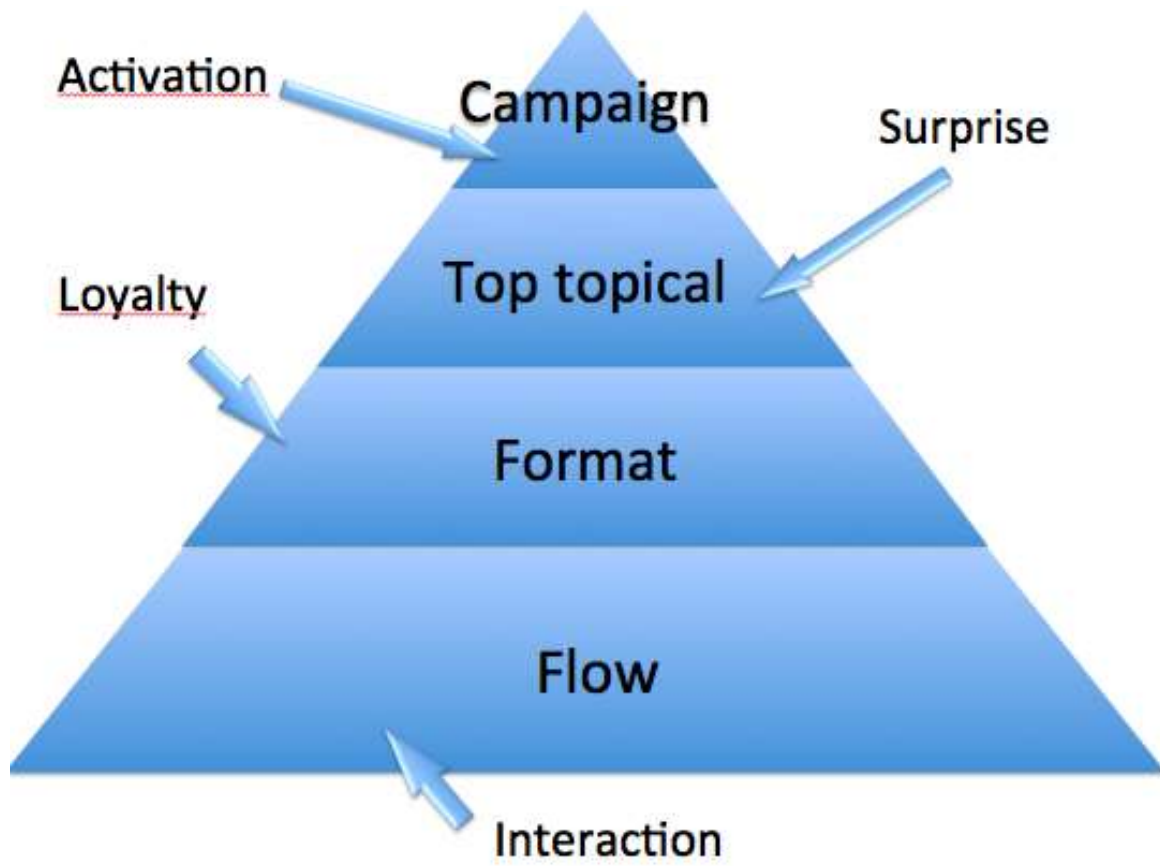 Activation
Campaign
Surprise
Top topical
Loyalty
Format
Flow
Interaction